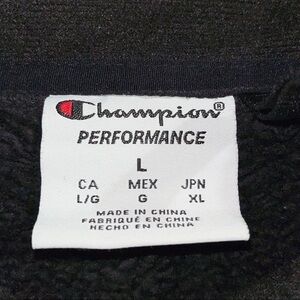 Champion®
PERFORMANCE
L
CA MEX JPN
L/G G XL
MADE IN CHINA
FABRIQUÉ EN CHINE
HECHO EN CHINA